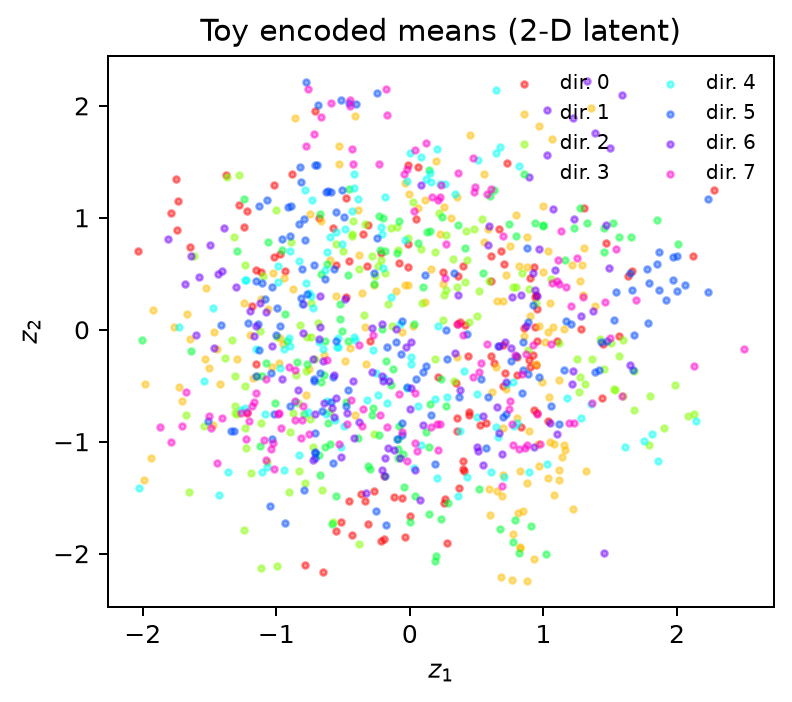 Toy encoded means (2-D latent)
dir. 0
dir. 1
dir. 2
dir. 3
dir. 4
dir. 5
dir. 6
dir. 7
2
1
0
−1
−2
z2
−2
−1
0
1
2
z1